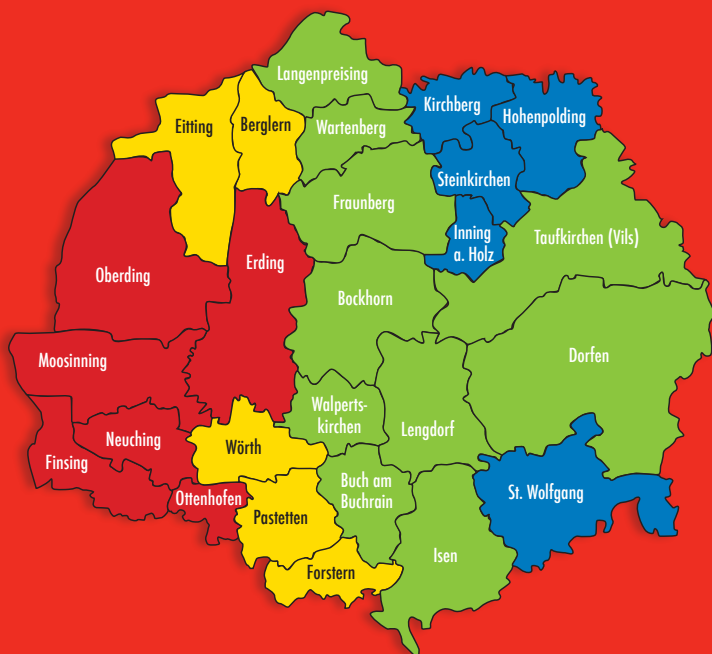 Langenpreising
Kirchberg
Hohenpolding
Eitting
Berglern
Wartenberg
Steinkirchen
Fraunberg
Inning
a. Holz
Taufkirchen (Vils)
Oberding
Erding
Bockhorn
Moosinning
Dorfen
Walperts-
kirchen
Lengdorf
Neuching
Wörth
Finsing
Buch am
Buchrain
Ottenhofen
St. Wolfgang
Pastetten
Isen
Forstern